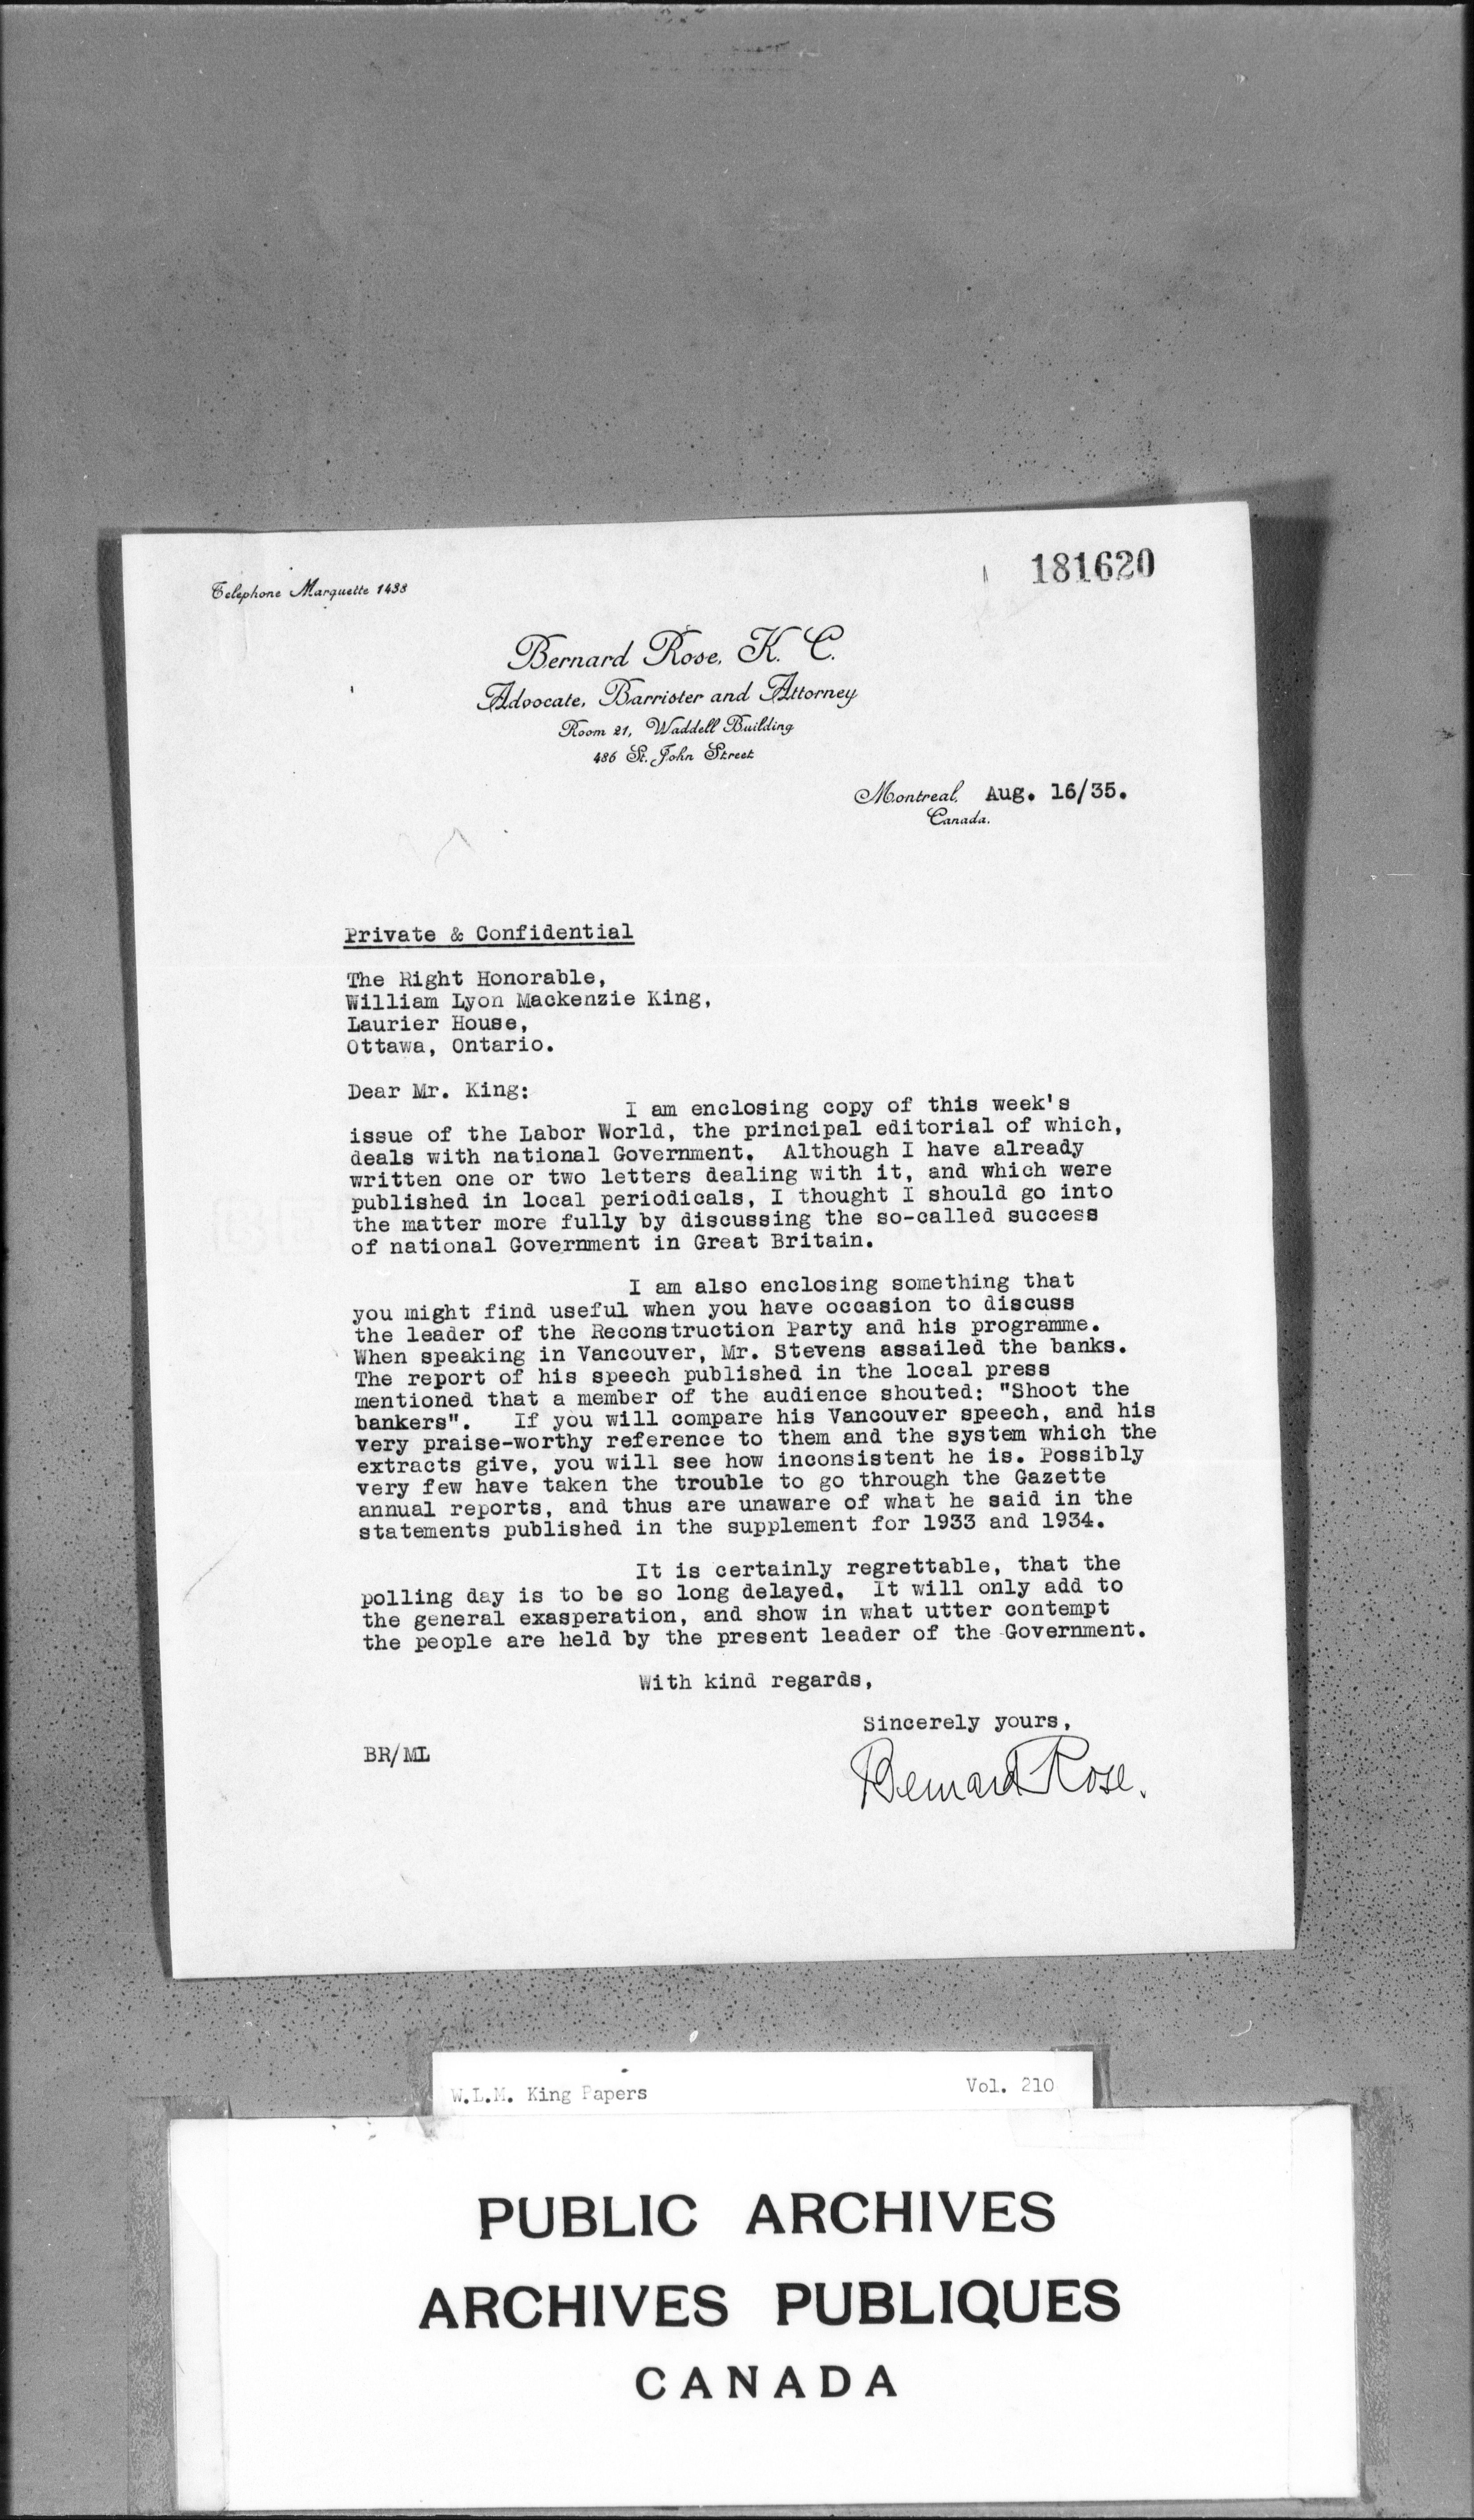 181620
Telephone Marquette 1438
Bernard Rose, K. C.
Advocate, Barrister and Attorney
Room 21, Waddell Building
486 St. John Street
Montreal, Aug. 16/35.
Canada.
Private & Confidential
The Right Honorable,
William Lyon Mackenzie King,
Laurier House,
Ottawa, Ontario.
Dear Mr. King:
I am enclosing copy of this week's
issue of the Labor World, the principal editorial of which,
deals with national Government. Although I have already
written one or two letters dealing with it, and which were
published in local periodicals, I thought I should go into
the matter more fully by discussing the so-called success
of national Government in Great Britain.
I am also enclosing something that
you might find useful when you have occasion to discuss
the leader of the Reconstruction Party and his programme.
When speaking in Vancouver, Mr. Stevens assailed the banks.
The report of his speech published in the local press
mentioned that a member of the audience shouted: "Shoot the
bankers". If you will compare his Vancouver speech, and his
very praise-worthy reference to them and the system which the
extracts give, you will see how inconsistent he is. Possibly
very few have taken the trouble to go through the Gazette
annual reports, and thus are unaware of what he said in the
statements published in the supplement for 1933 and 1934.
It is certainly regrettable, that the
polling day is to be so long delayed. It will only add to
the general exasperation, and show in what utter contempt
the people are held by the present leader of the Government.
With kind regards,
Sincerely yours,
BR/ML
Bernard Rose.
W.L.M. King Papers Vol. 210
PUBLIC ARCHIVES
ARCHIVES PUBLIQUES
CANADA